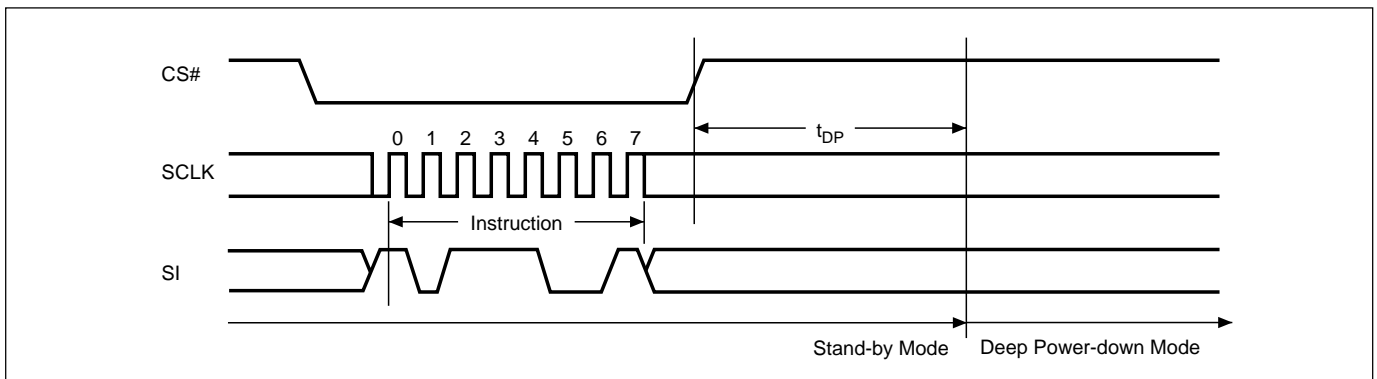 CS#
tDP
0 1 2 3 4 5 6 7
SCLK
Instruction
SI
Stand-by Mode Deep Power-down Mode